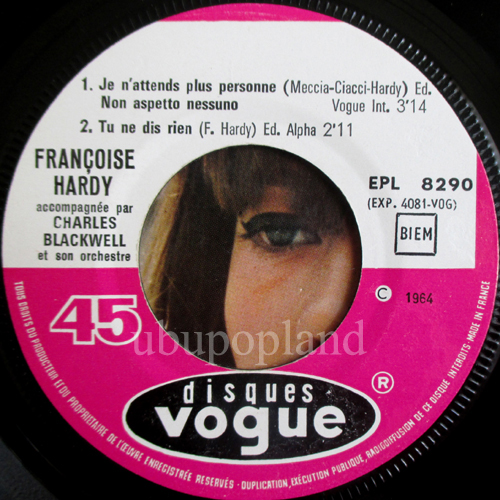 1. Je n'attends plus personne (Meccia-Ciacci-Hardy) Ed.
Non aspetto nessuno Vogue Int. 3'14
2. Tu ne dis rien (F. Hardy) Ed. Alpha 2'11
FRANÇOISE
HARDY
accompagnée par
CHARLES
BLACKWELL
et son orchestre
EPL 8290
(EXP. 4081-VOG)
BIEM
© 1964
45
ubupopland
disques
vogue
®
TOUS DROITS DU PRODUCTEUR ET DU PROPRIETAIRE DE L'ŒUVRE ENREGISTRÉE RESERVÉS - DUPLICATION, EXÉCUTION PUBLIQUE, RADIODIFFUSION DE CE DISQUE INTERDITS - MADE IN FRANCE